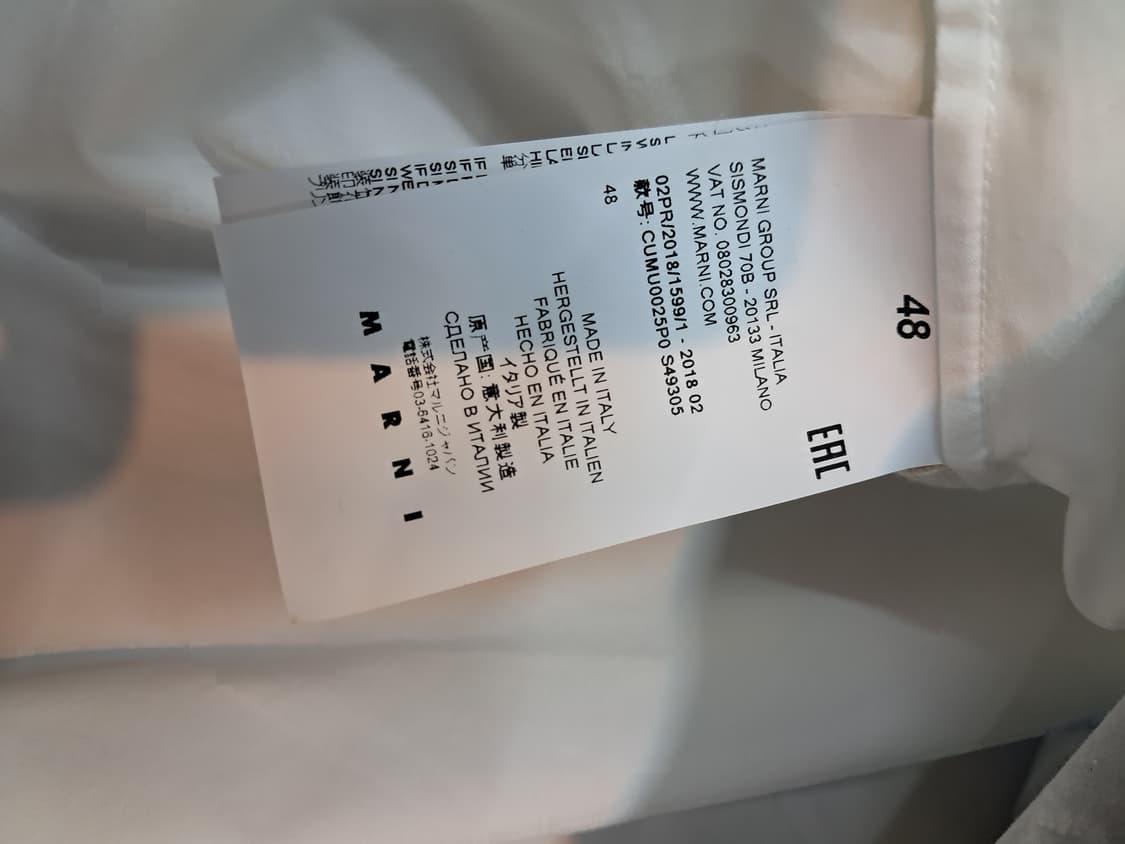 48
EAC
MARNI GROUP SRL - ITALIA
SISMONDI 70B - 20133 MILANO
VAT NO. 08028300963
WWW.MARNI.COM
02PR/2018/1599/1 - 2018 02
款号: CUMU0025P0 S49305
48
MADE IN ITALY
HERGESTELLT IN ITALIEN
FABRIQUÉ EN ITALIE
HECHO EN ITALIA
イタリア製
原产国: 意大利製造
СДЕЛАНО В ИТАЛИИ
株式会社マルニジャパン
電話番号03-6416-1024
MARNI